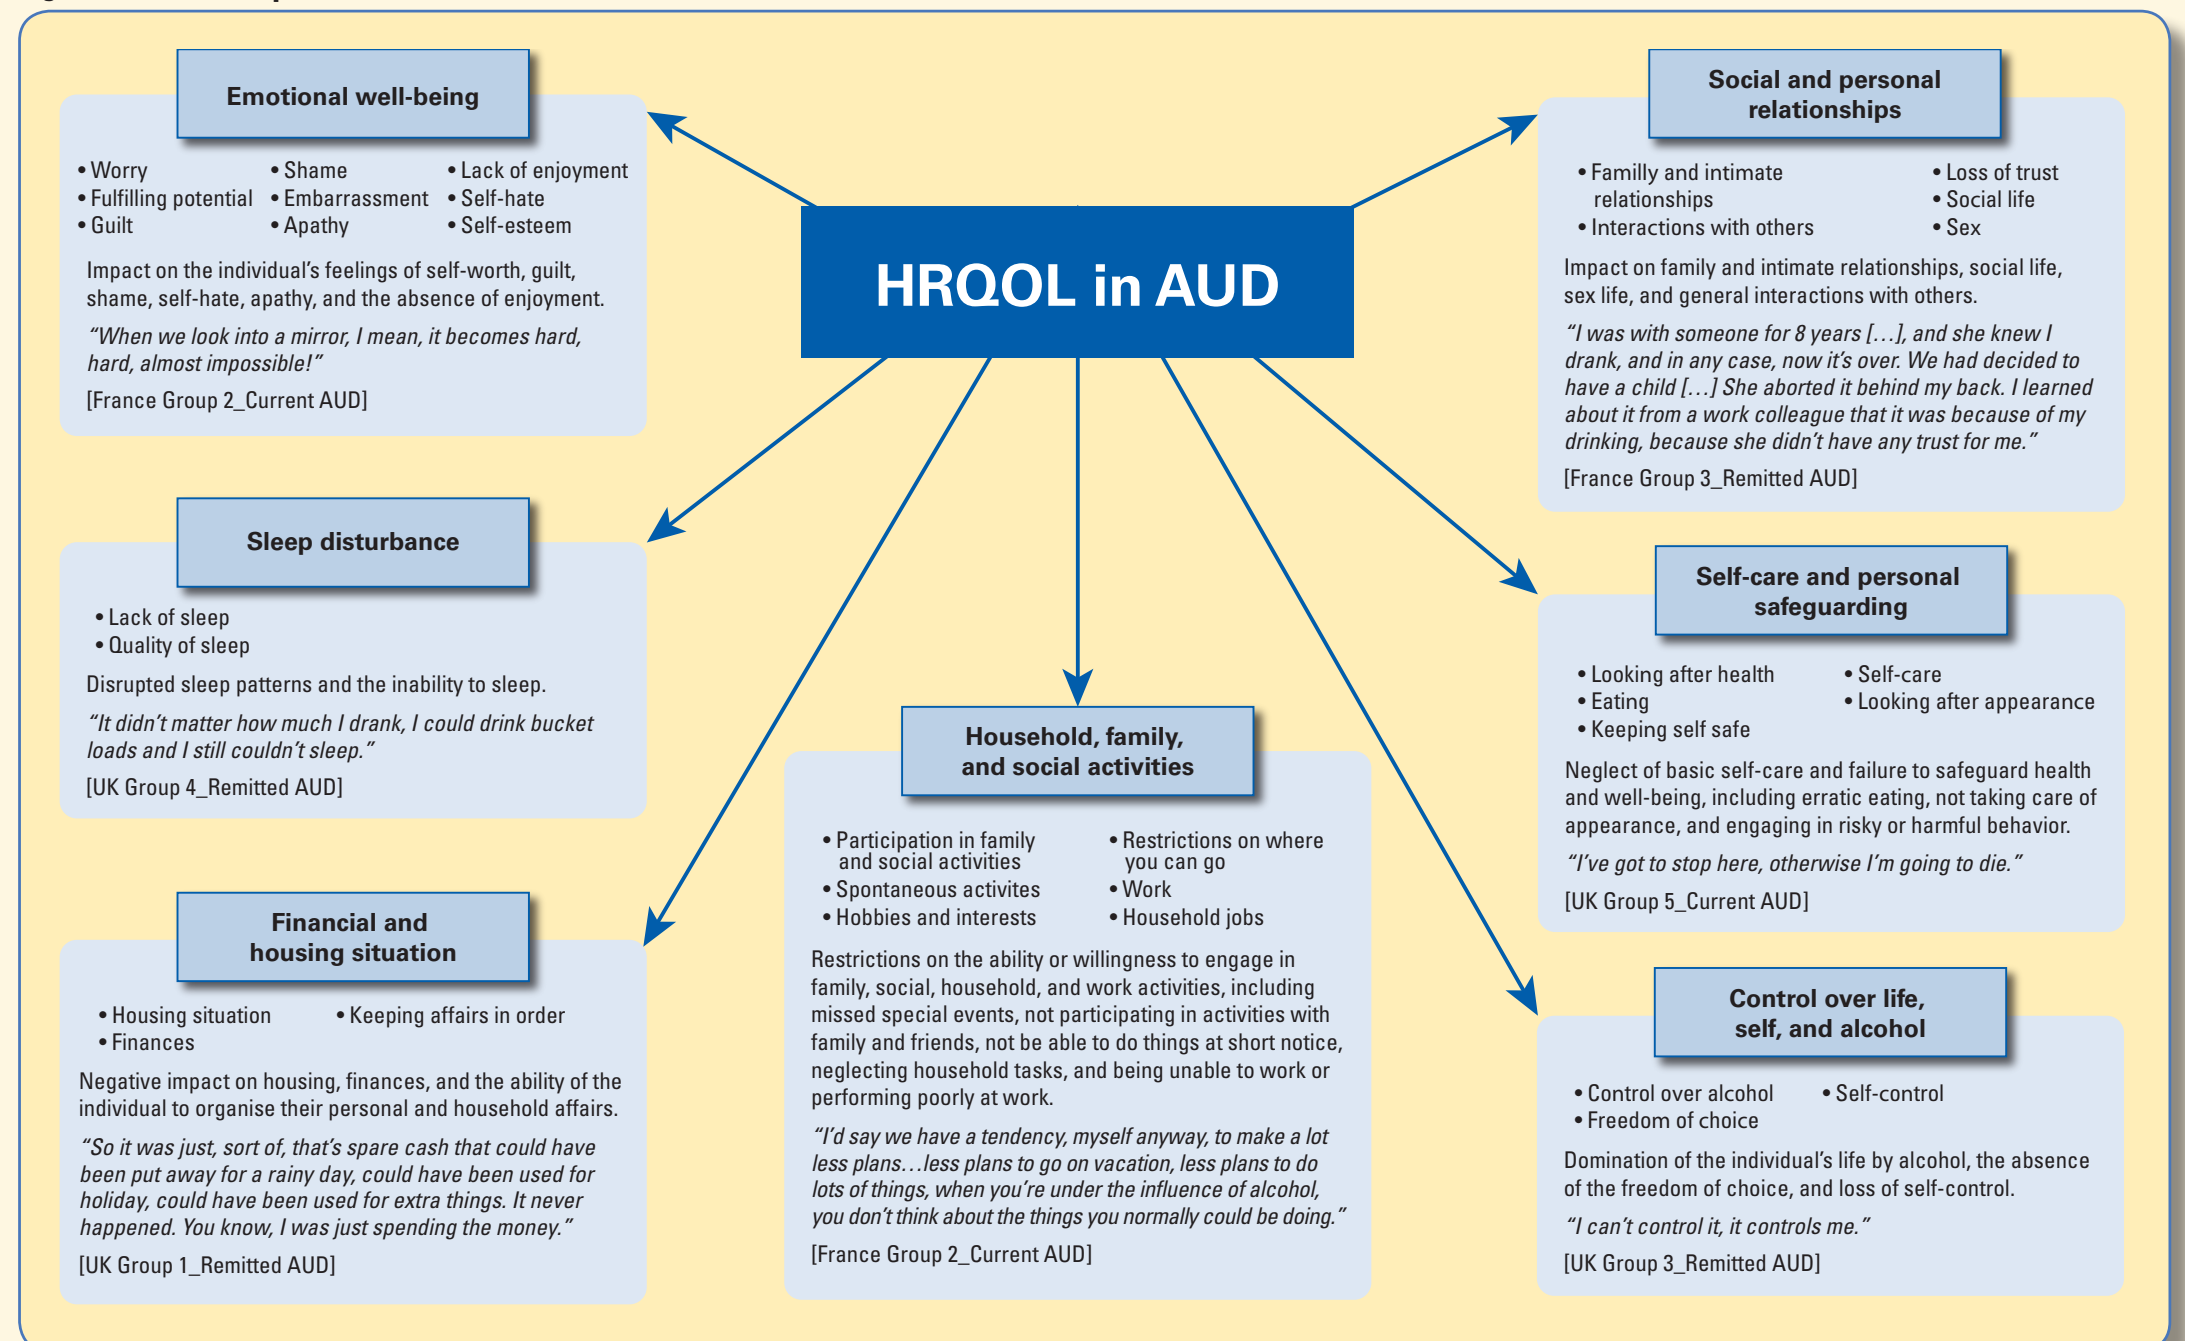 Emotional well-being
• Worry
• Fulfilling potential
• Guilt
• Shame
• Embarrassment
• Apathy
• Lack of enjoyment
• Self-hate
• Self-esteem
Impact on the individual’s feelings of self-worth, guilt,
shame, self-hate, apathy, and the absence of enjoyment.
“When we look into a mirror, I mean, it becomes hard,
hard, almost impossible!”
[France Group 2_Current AUD]
Social and personal
relationships
• Familly and intimate
relationships
• Interactions with others
• Loss of trust
• Social life
• Sex
Impact on family and intimate relationships, social life,
sex life, and general interactions with others.
“I was with someone for 8 years […], and she knew I
drank, and in any case, now it’s over. We had decided to
have a child […] She aborted it behind my back. I learned
about it from a work colleague that it was because of my
drinking, because she didn’t have any trust for me.”
[France Group 3_Remitted AUD]
HRQOL in AUD
Sleep disturbance
• Lack of sleep
• Quality of sleep
Disrupted sleep patterns and the inability to sleep.
“It didn’t matter how much I drank, I could drink bucket
loads and I still couldn’t sleep.”
[UK Group 4_Remitted AUD]
Self-care and personal
safeguarding
• Looking after health
• Eating
• Keeping self safe
• Self-care
• Looking after appearance
Neglect of basic self-care and failure to safeguard health
and well-being, including erratic eating, not taking care of
appearance, and engaging in risky or harmful behavior.
“I’ve got to stop here, otherwise I’m going to die.”
[UK Group 5_Current AUD]
Financial and
housing situation
• Housing situation
• Finances
• Keeping affairs in order
Negative impact on housing, finances, and the ability of the
individual to organise their personal and household affairs.
“So it was just, sort of, that’s spare cash that could have
been put away for a rainy day, could have been used for
holiday, could have been used for extra things. It never
happened. You know, I was just spending the money.”
[UK Group 1_Remitted AUD]
Household, family,
and social activities
• Participation in family
and social activities
• Spontaneous activites
• Hobbies and interests
• Restrictions on where
you can go
• Work
• Household jobs
Restrictions on the ability or willingness to engage in
family, social, household, and work activities, including
missed special events, not participating in activities with
family and friends, not be able to do things at short notice,
neglecting household tasks, and being unable to work or
performing poorly at work.
“I’d say we have a tendency, myself anyway, to make a lot
less plans…less plans to go on vacation, less plans to do
lots of things, when you’re under the influence of alcohol,
you don’t think about the things you normally could be doing.”
[France Group 2_Current AUD]
Control over life,
self, and alcohol
• Control over alcohol
• Freedom of choice
• Self-control
Domination of the individual’s life by alcohol, the absence
of the freedom of choice, and loss of self-control.
“I can’t control it, it controls me.”
[UK Group 3_Remitted AUD]